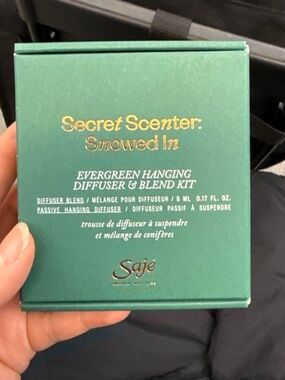 Secret Scenter:
Snowed In
EVERGREEN HANGING
DIFFUSER & BLEND KIT
DIFFUSER BLEND / MÉLANGE POUR DIFFUSEUR / 5 ML 0.17 FL. OZ.
PASSIVE HANGING DIFFUSER / DIFFUSEUR PASSIF À SUSPENDRE
trousse de diffuseur à suspendre
et mélange de conifères
Saje